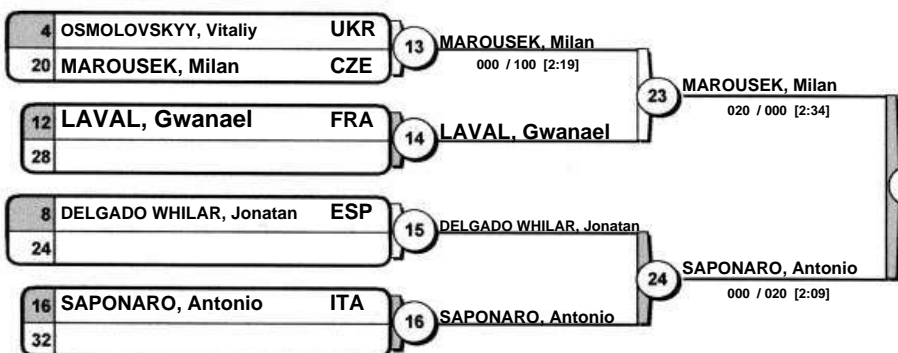 4 OSMOLOVSKYY, Vitaliy UKR
20 MAROUSEK, Milan CZE
13
MAROUSEK, Milan
000 / 100 [2:19]
12 LAVAL, Gwanael FRA
28
14
LAVAL, Gwanael
23
MAROUSEK, Milan
020 / 000 [2:34]
8 DELGADO WHILAR, Jonatan ESP
24
15
DELGADO WHILAR, Jonatan
16 SAPONARO, Antonio ITA
32
16
SAPONARO, Antonio
24
SAPONARO, Antonio
000 / 020 [2:09]